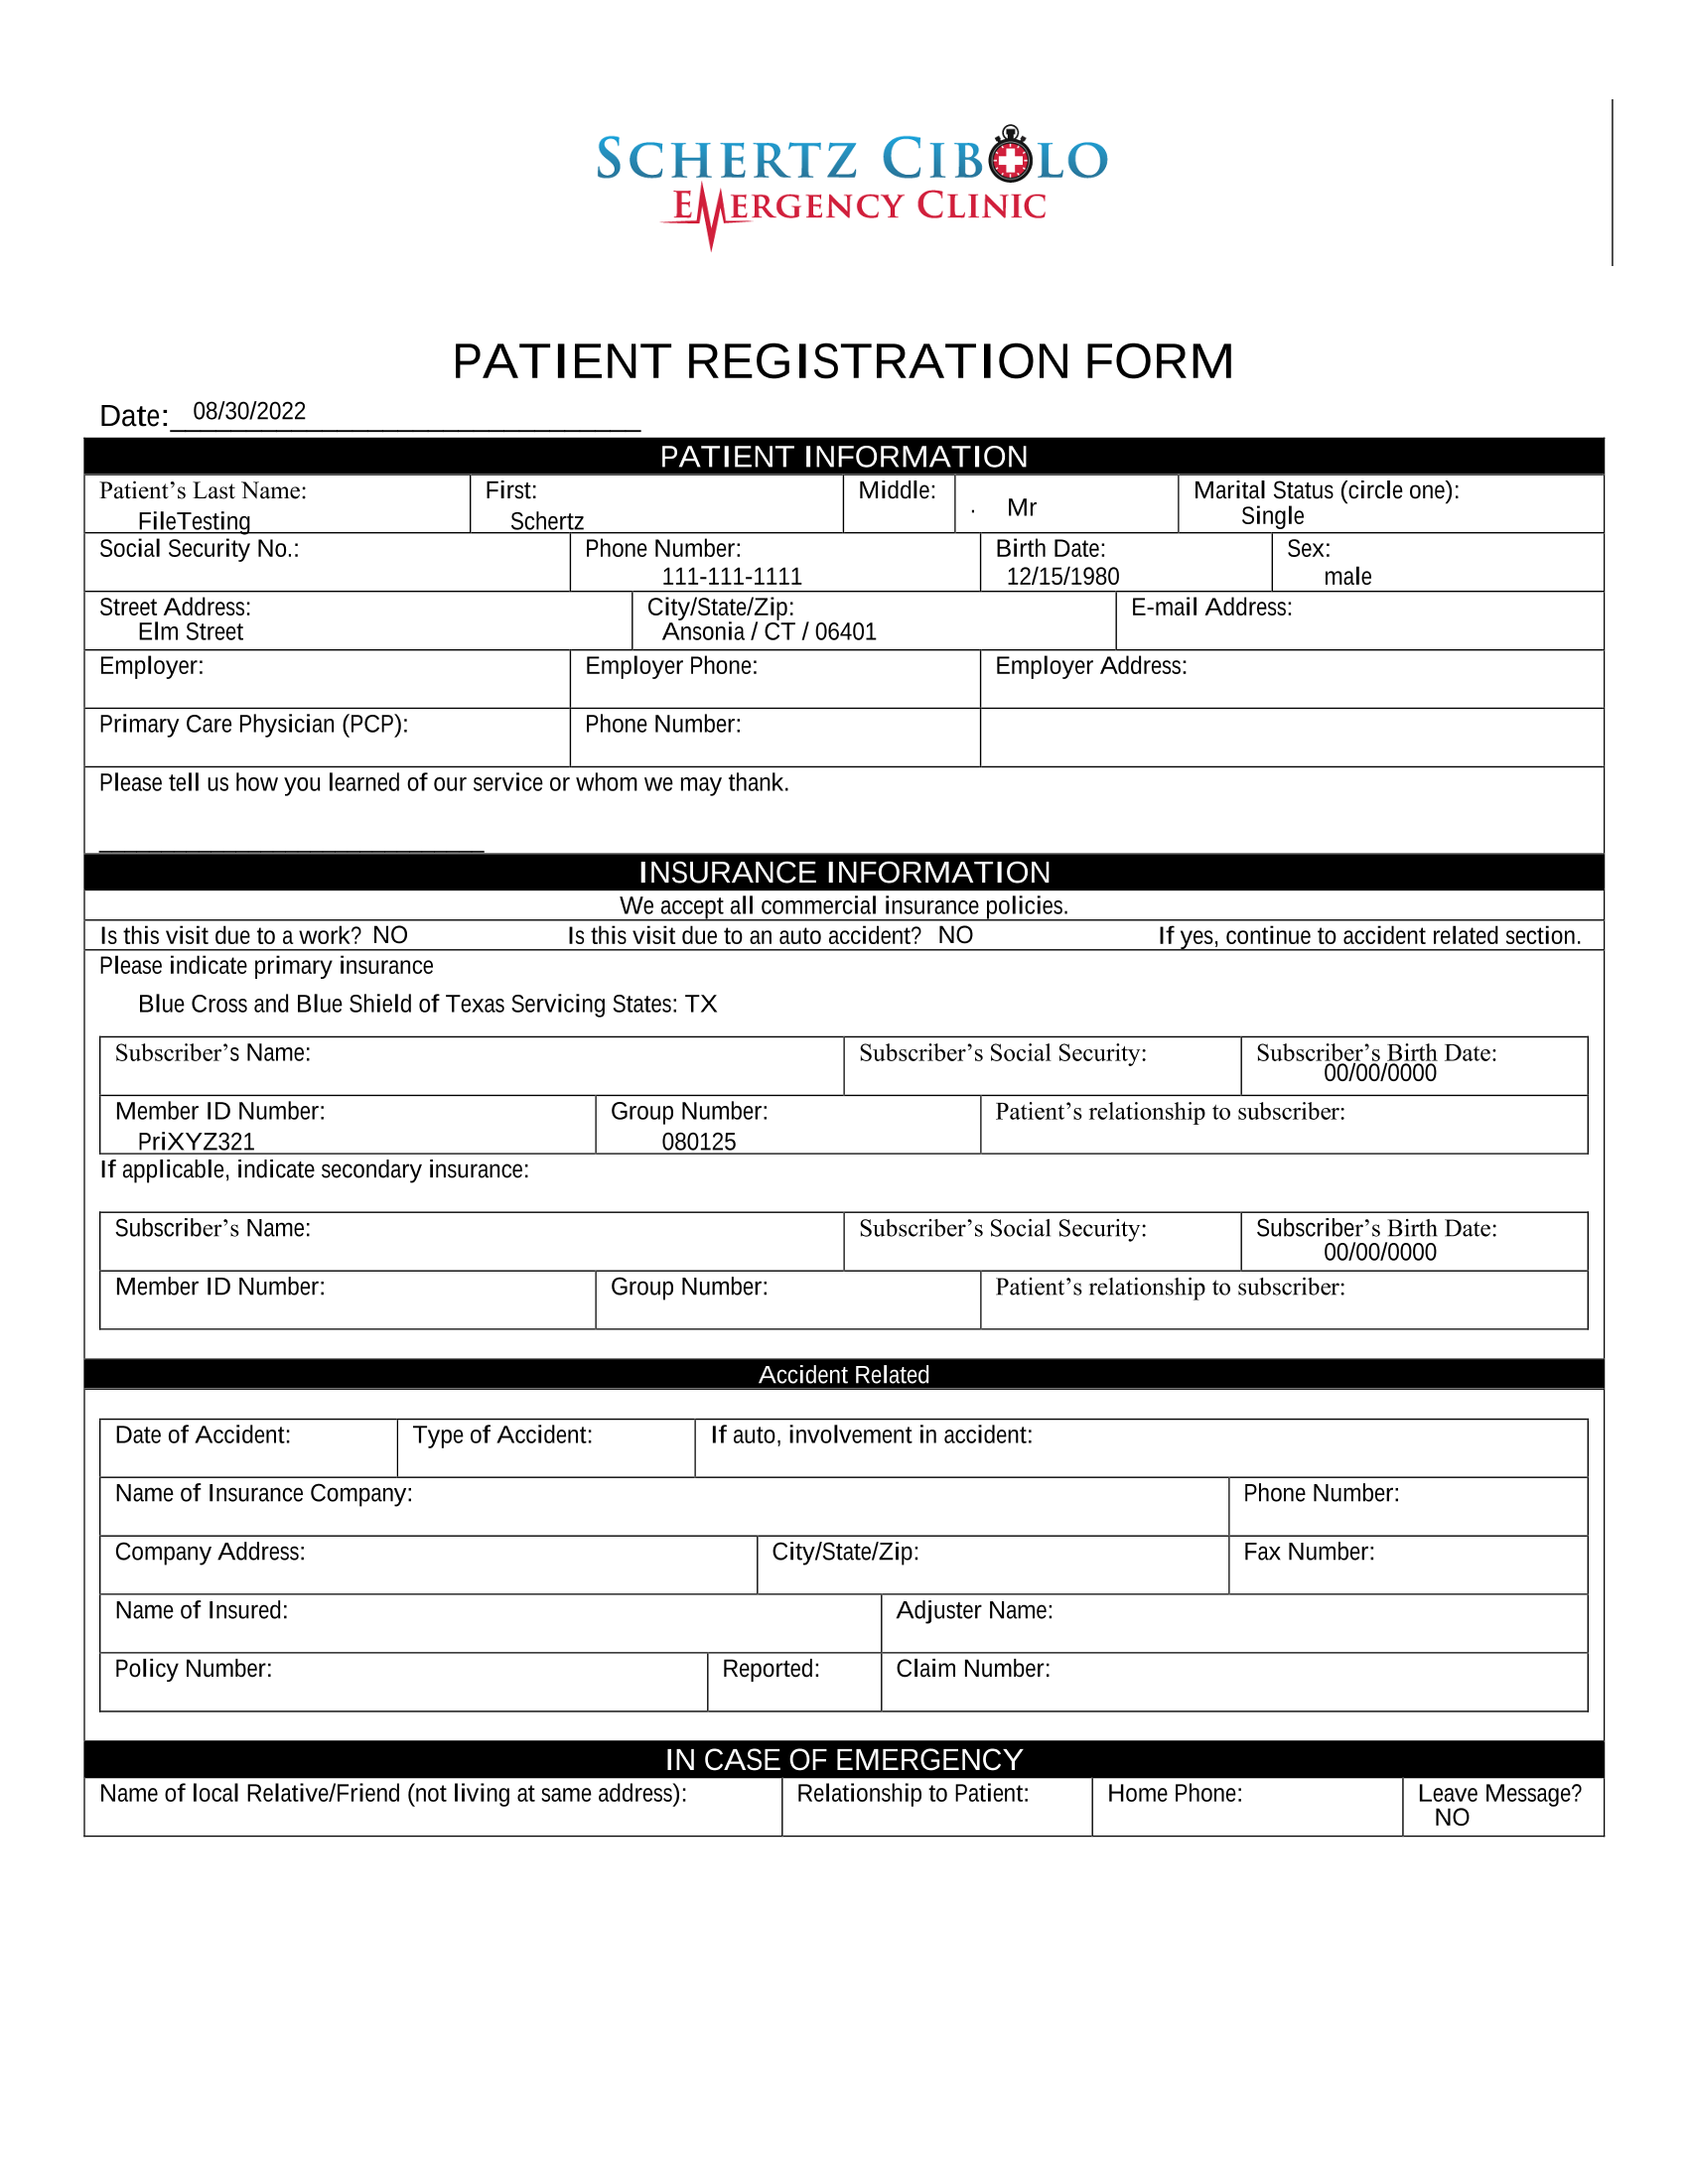 SCHERTZ CIBOLO
EMERGENCY CLINIC
PATIENT REGISTRATION FORM
Date: 08/30/2022
PATIENT INFORMATION
Patient’s Last Name: First: Middle: . Mr Marital Status (circle one):
FileTesting Schertz Single
Social Security No.: Phone Number: Birth Date: Sex:
111-111-1111 12/15/1980 male
Street Address: City/State/Zip: E-mail Address:
Elm Street Ansonia / CT / 06401
Employer: Employer Phone: Employer Address:
Primary Care Physician (PCP): Phone Number:
Please tell us how you learned of our service or whom we may thank.
INSURANCE INFORMATION
We accept all commercial insurance policies.
Is this visit due to a work? NO Is this visit due to an auto accident? NO If yes, continue to accident related section.
Please indicate primary insurance
Blue Cross and Blue Shield of Texas Servicing States: TX
Subscriber’s Name: Subscriber’s Social Security: Subscriber’s Birth Date:
00/00/0000
Member ID Number: Group Number: Patient’s relationship to subscriber:
PriXYZ321 080125
If applicable, indicate secondary insurance:
Subscriber’s Name: Subscriber’s Social Security: Subscriber’s Birth Date:
00/00/0000
Member ID Number: Group Number: Patient’s relationship to subscriber:
Accident Related
Date of Accident: Type of Accident: If auto, involvement in accident:
Name of Insurance Company: Phone Number:
Company Address: City/State/Zip: Fax Number:
Name of Insured: Adjuster Name:
Policy Number: Reported: Claim Number:
IN CASE OF EMERGENCY
Name of local Relative/Friend (not living at same address): Relationship to Patient: Home Phone: Leave Message?
NO